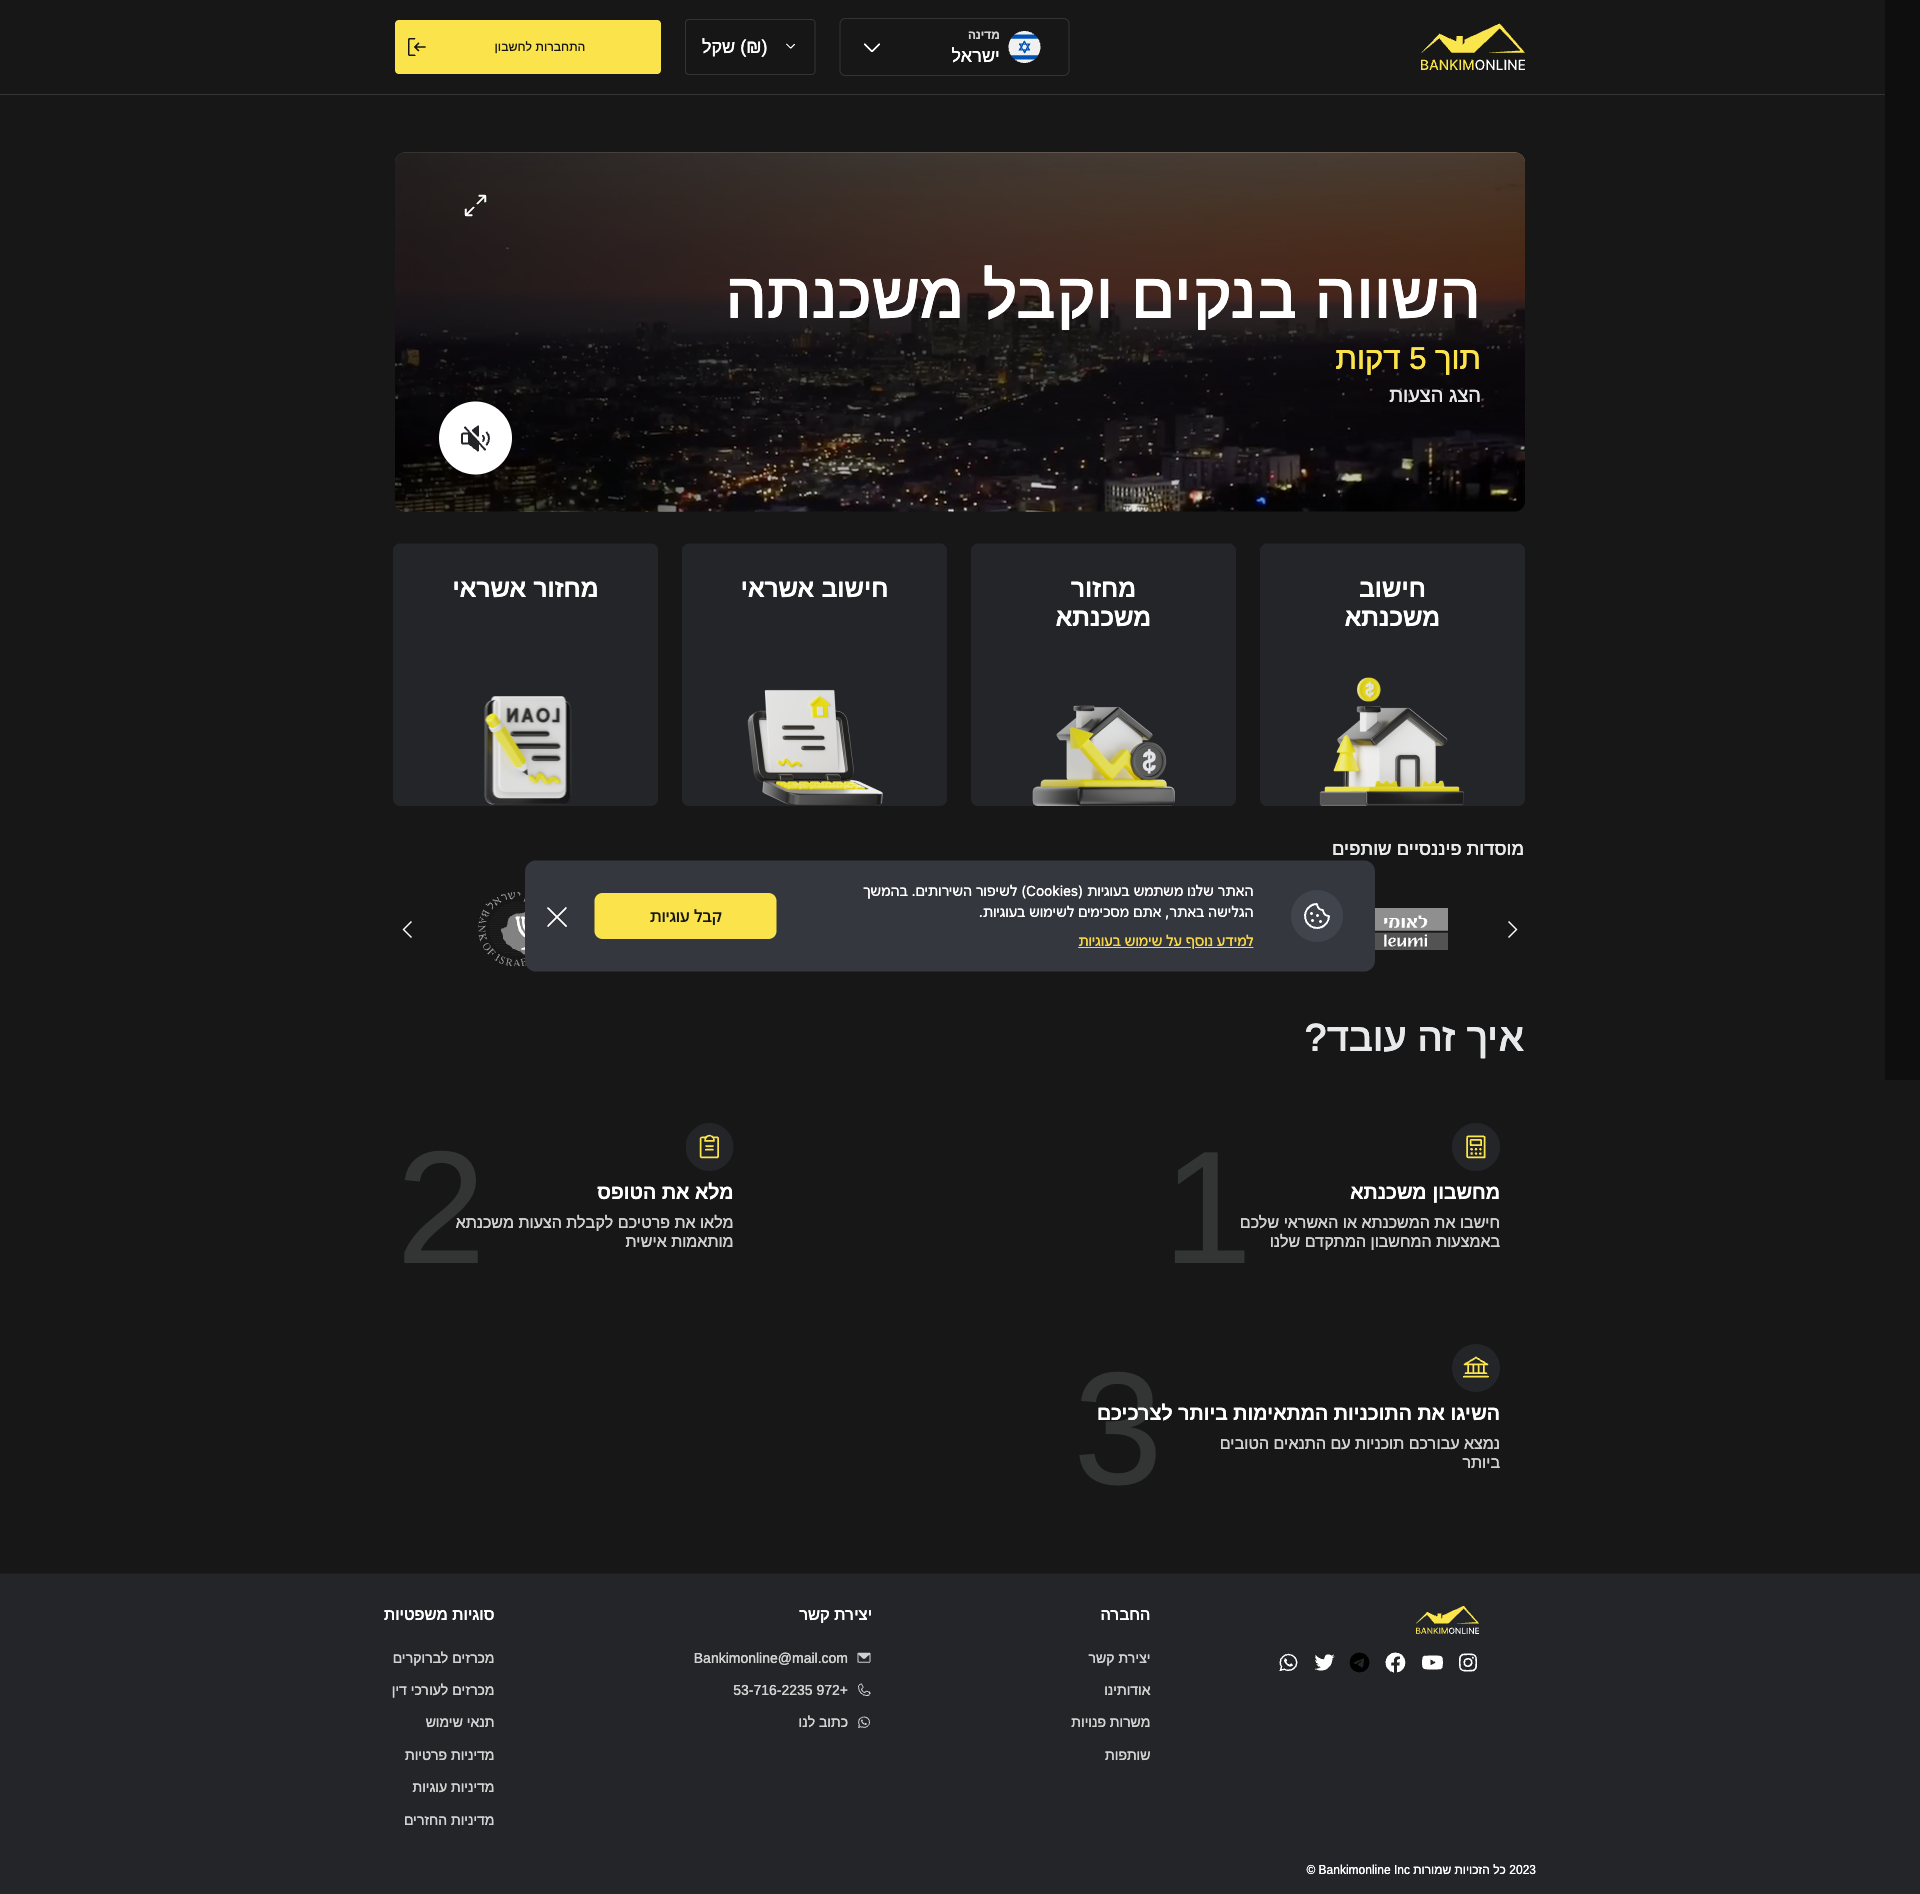 BANKIMONLINE
מדינה
ישראל
(₪) שקל
התחברות לחשבון
השווה בנקים וקבל משכנתה
תוך 5 דקות
הצג הצעות
חישוב
משכנתא
מחזור
משכנתא
חישוב אשראי
מחזור אשראי
LOAN
מוסדות פיננסיים שותפים
לאומי
leumi
ישראל
BANK OF ISRAE
האתר שלנו משתמש בעוגיות (Cookies) לשיפור השירותים. בהמשך
הגלישה באתר, אתם מסכימים לשימוש בעוגיות.
למידע נוסף על שימוש בעוגיות
קבל עוגיות
איך זה עובד?
1
מחשבון משכנתא
חישבו את המשכנתא או האשראי שלכם
באמצעות המחשבון המתקדם שלנו
2
מלא את הטופס
מלאו את פרטיכם לקבלת הצעות משכנתא
מותאמות אישית
3
השיגו את התוכניות המתאימות ביותר לצרכיכם
נמצא עבורכם תוכניות עם התנאים הטובים
ביותר
BANKIMONLINE
החברה
יצירת קשר
אודותינו
משרות פנויות
שותפות
יצירת קשר
Bankimonline@mail.com
53-716-2235 972+
כתוב לנו
סוגיות משפטיות
מכרזים לברוקרים
מכרזים לעורכי דין
תנאי שימוש
מדיניות פרטיות
מדיניות עוגיות
מדיניות החזרים
2023 כל הזכויות שמורות Bankimonline Inc ©